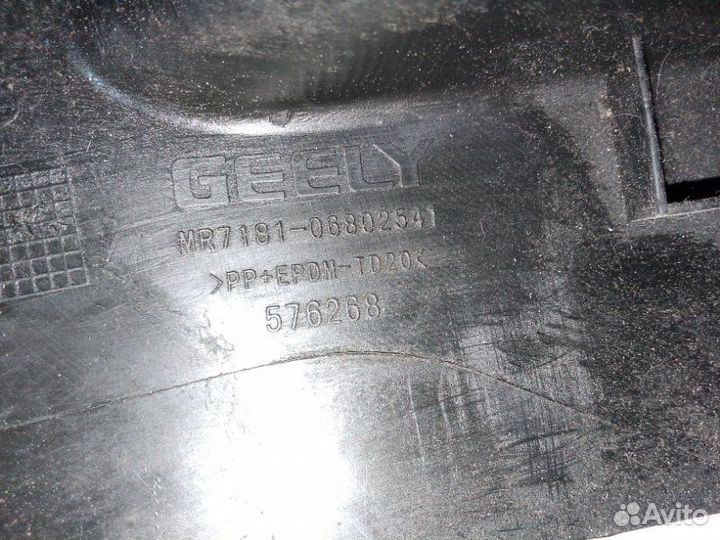 GEELY
MR7181-0680254
>PP+EPDM-TD20<
576268
Avito